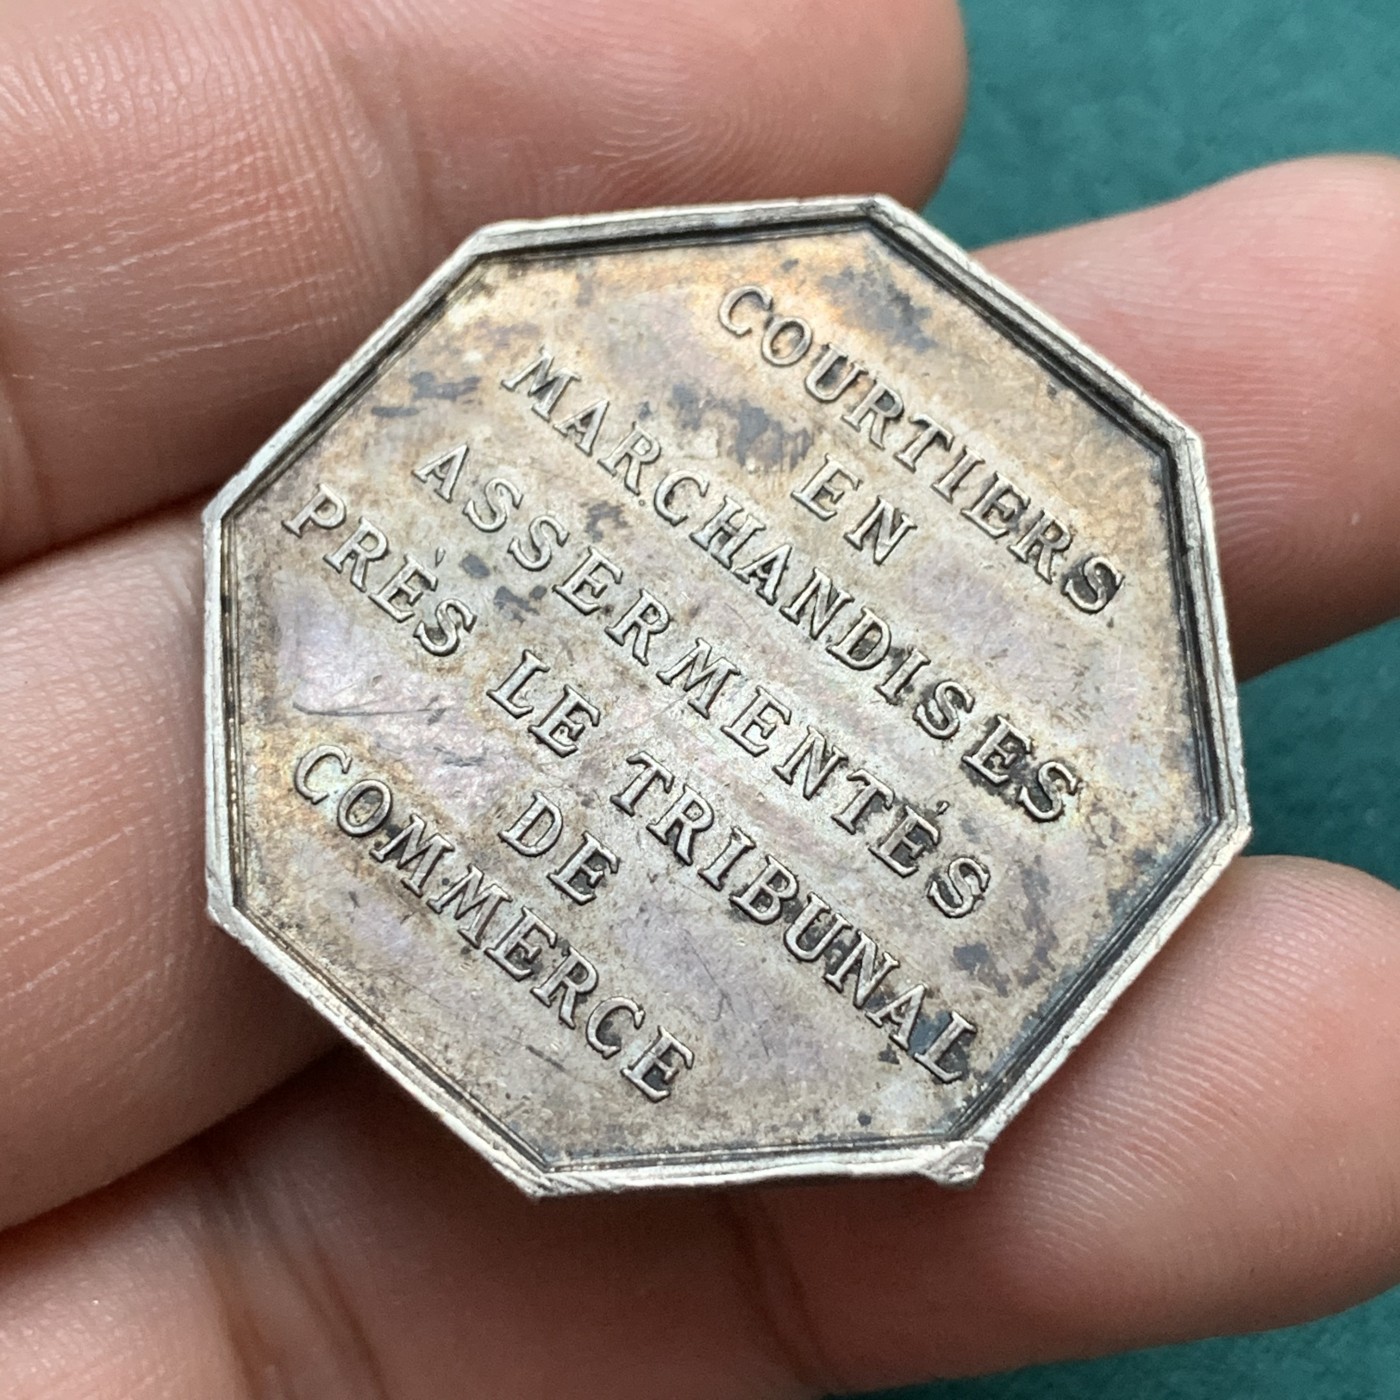 COURTIERS
EN
MARCHANDISES
ASSERMENTÉS
PRÈS LE TRIBUNAL
DE
COMMERCE